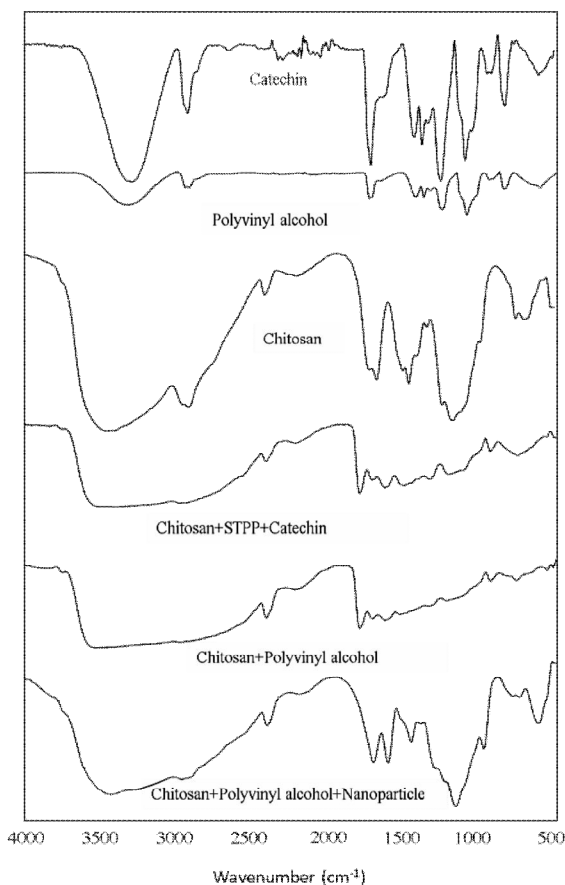 Catechin
Polyvinyl alcohol
Chitosan
Chitosan+STPP+Catechin
Chitosan+Polyvinyl alcohol
Chitosan+Polyvinyl alcohol+Nanoparticle
4000 3500 3000 2500 2000 1500 1000 500
Wavenumber (cm⁻¹)